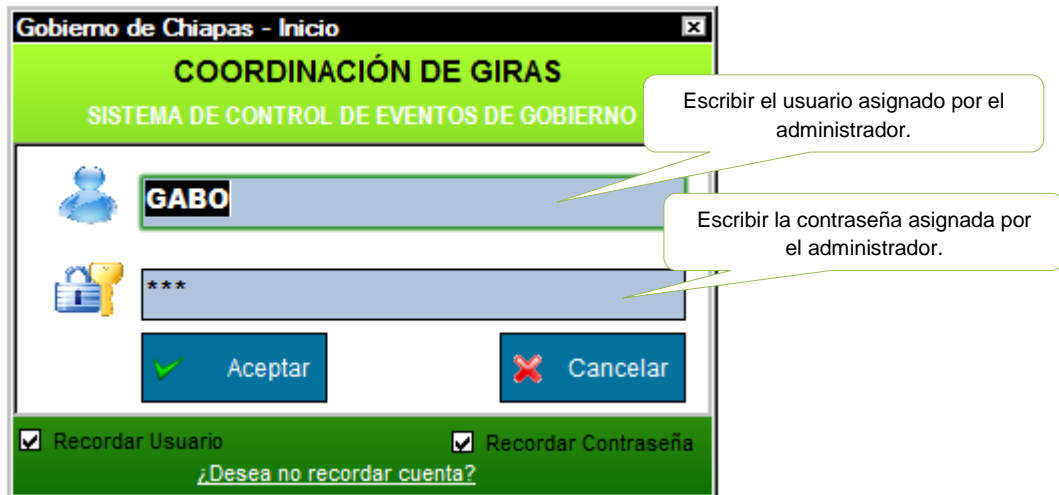 Gobierno de Chiapas - Inicio
COORDINACIÓN DE GIRAS
SISTEMA DE CONTROL DE EVENTOS DE GOBIERNO
Escribir el usuario asignado por el
administrador.
GABO
Escribir la contraseña asignada por
el administrador.
***
Aceptar
Cancelar
Recordar Usuario
Recordar Contraseña
¿Desea no recordar cuenta?